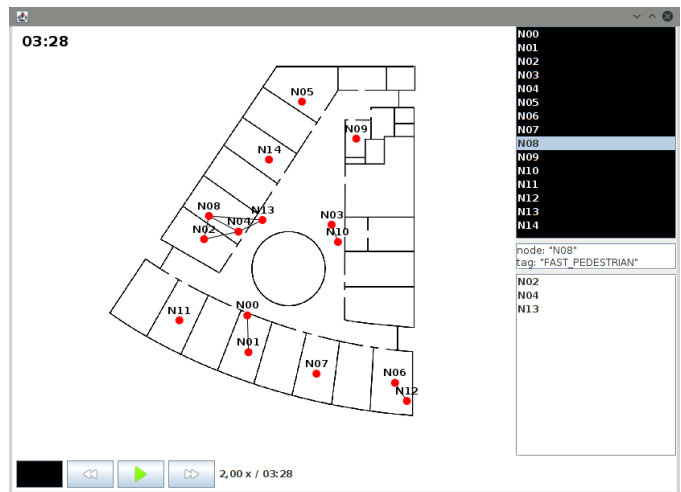 03:28
N05
N09
N14
N08
N13
N03
N04
N02
N10
N00
N11
N01
N07
N06
N12
N00
N01
N02
N03
N04
N05
N06
N07
N08
N09
N10
N11
N12
N13
N14
node: "N08"
tag: "FAST_PEDESTRIAN"
N02
N04
N13
2,00 x / 03:28